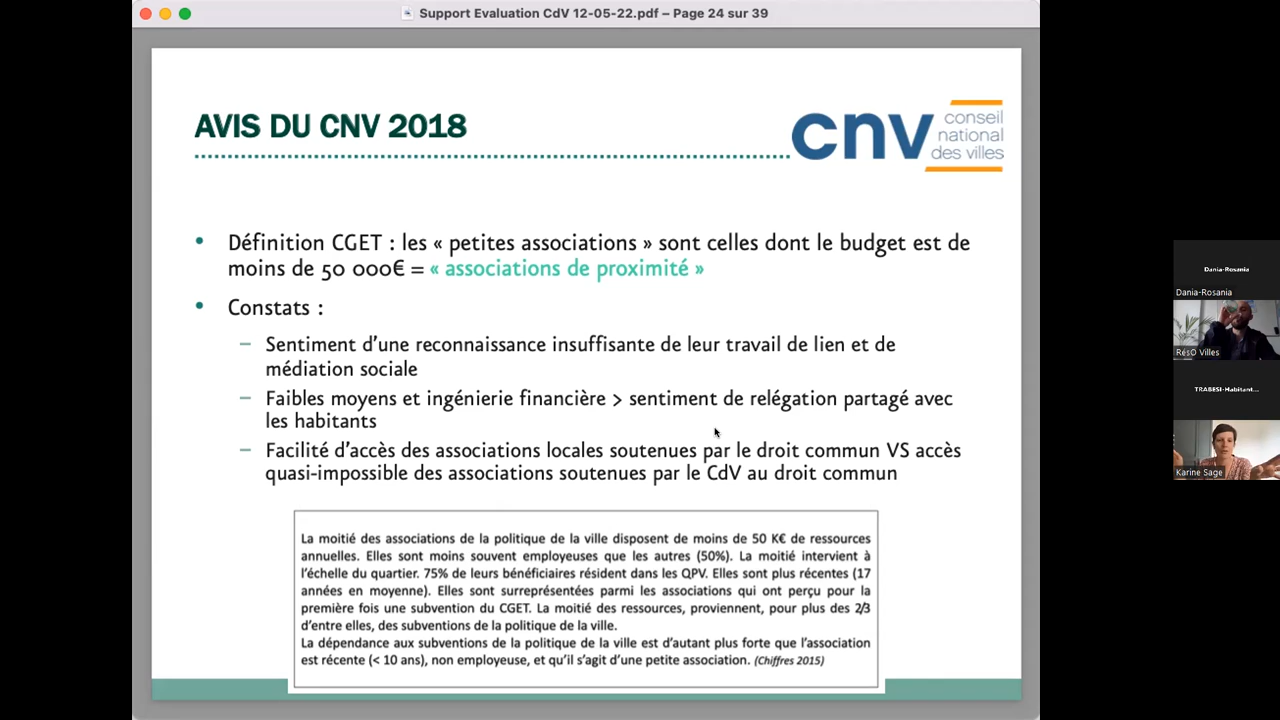 Support Evaluation CdV 12-05-22.pdf – Page 24 sur 39
AVIS DU CNV 2018
cnv
conseil
national
des villes
• Définition CGET : les « petites associations » sont celles dont le budget est de
moins de 50 000€ = « associations de proximité »
• Constats :
– Sentiment d’une reconnaissance insuffisante de leur travail de lien et de
médiation sociale
– Faibles moyens et ingénierie financière > sentiment de relégation partagé avec
les habitants
– Facilité d’accès des associations locales soutenues par le droit commun VS accès
quasi-impossible des associations soutenues par le CdV au droit commun
La moitié des associations de la politique de la ville disposent de moins de 50 K€ de ressources
annuelles. Elles sont moins souvent employeuses que les autres (50%). La moitié intervient à
l’échelle du quartier. 75% de leurs bénéficiaires résident dans les QPV. Elles sont plus récentes (17
années en moyenne). Elles sont surreprésentées parmi les associations qui ont perçu pour la
première fois une subvention du CGET. La moitié des ressources, proviennent, pour plus des 2/3
d’entre elles, des subventions de la politique de la ville.
La dépendance aux subventions de la politique de la ville est d’autant plus forte que l’association
est récente (< 10 ans), non employeuse, et qu’il s’agit d’une petite association. (Chiffres 2015)
Dania-Rosania
Dania-Rosania
RésO Villes
TRABESI-Habitant...
Karine Sage